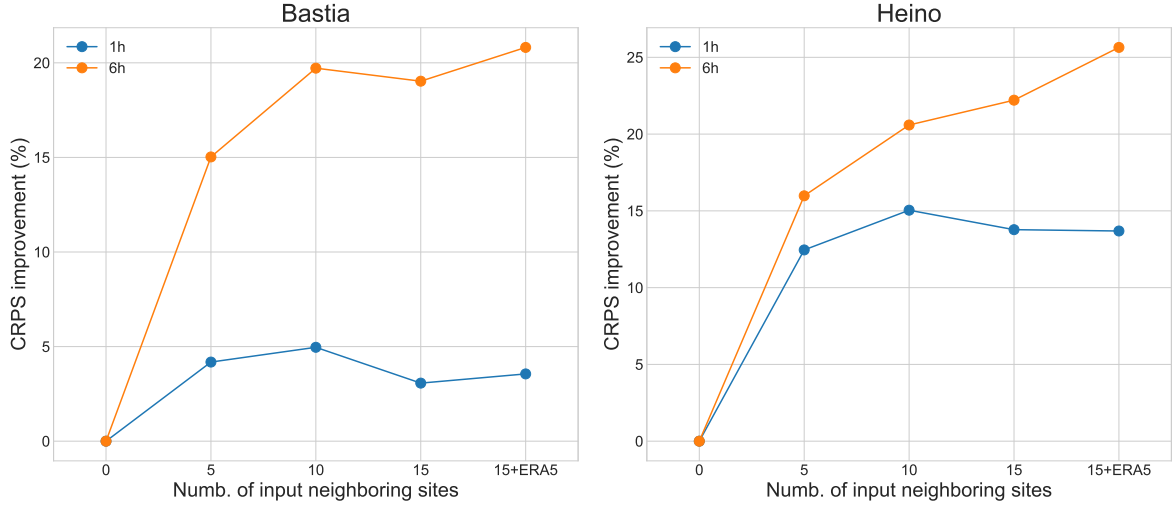 Bastia
1h
6h
CRPS improvement (%)
20
15
10
5
0
0 5 10 15 15+ERA5
Numb. of input neighboring sites
Heino
1h
6h
CRPS improvement (%)
25
20
15
10
5
0
0 5 10 15 15+ERA5
Numb. of input neighboring sites